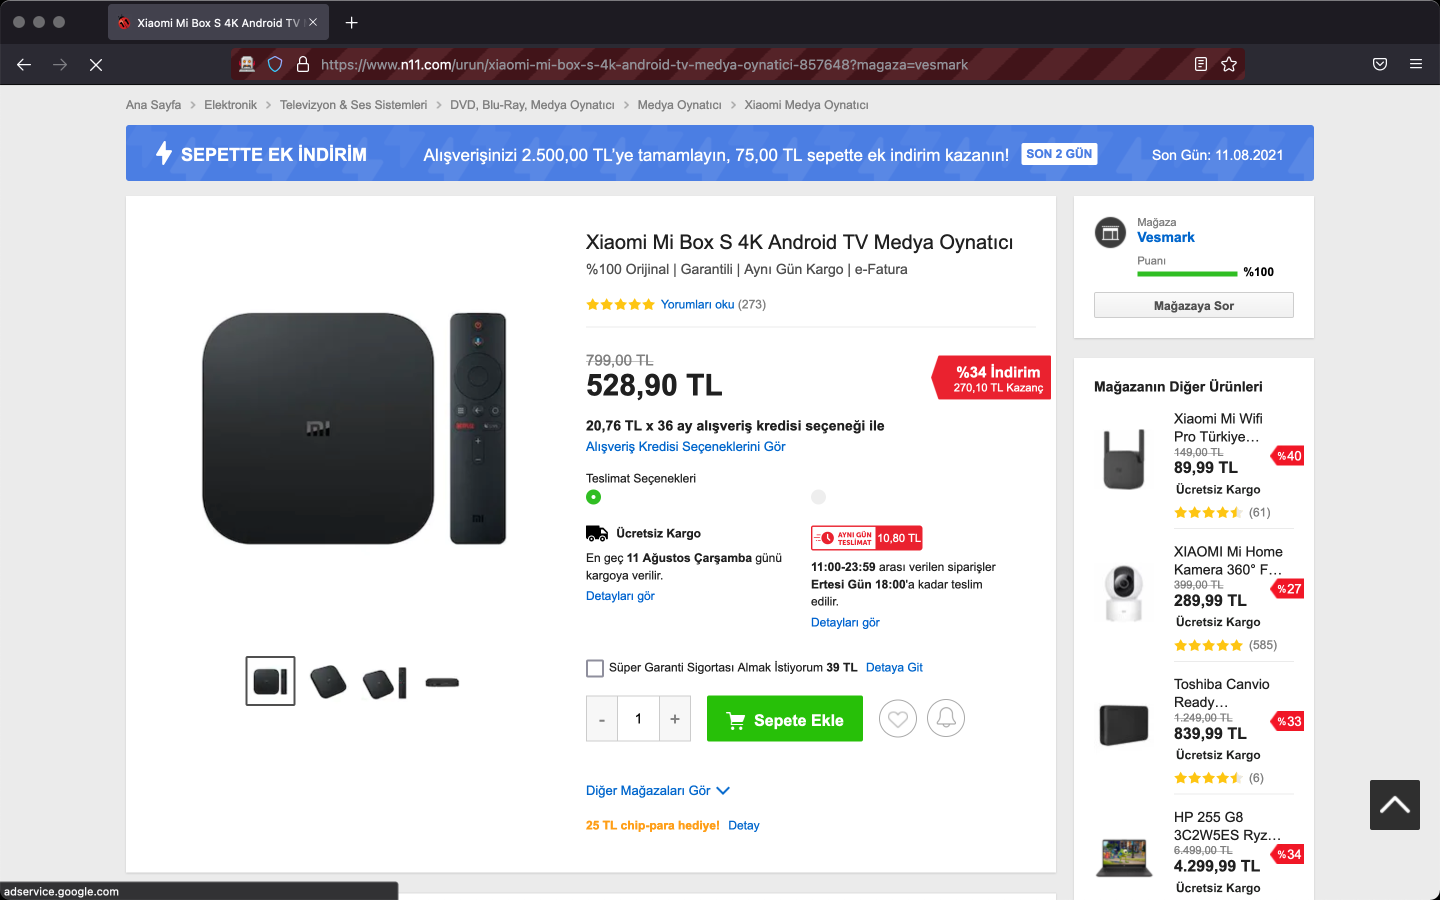 Xiaomi Mi Box S 4K Android TV
https://www.n11.com/urun/xiaomi-mi-box-s-4k-android-tv-medya-oynatici-857648?magaza=vesmark
Ana Sayfa > Elektronik > Televizyon & Ses Sistemleri > DVD, Blu-Ray, Medya Oynatıcı > Medya Oynatıcı > Xiaomi Medya Oynatıcı
SEPETTE EK İNDİRİM
Alışverişinizi 2.500,00 TL'ye tamamlayın, 75,00 TL sepette ek indirim kazanın!
SON 2 GÜN
Son Gün: 11.08.2021
Xiaomi Mi Box S 4K Android TV Medya Oynatıcı
%100 Orijinal | Garantili | Aynı Gün Kargo | e-Fatura
Yorumları oku (273)
799,00 TL
528,90 TL
%34 İndirim
270,10 TL Kazanç
20,76 TL x 36 ay alışveriş kredisi seçeneği ile
Alışveriş Kredisi Seçeneklerini Gör
Teslimat Seçenekleri
Ücretsiz Kargo
En geç 11 Ağustos Çarşamba günü
kargoya verilir.
Detayları gör
AYNI GÜN
TESLİMAT
10,80 TL
11:00-23:59 arası verilen siparişler
Ertesi Gün 18:00'a kadar teslim
edilir.
Detayları gör
Süper Garanti Sigortası Almak İstiyorum 39 TL Detaya Git
- 1 +
Sepete Ekle
Diğer Mağazaları Gör
25 TL chip-para hediye! Detay
mi
Mağaza
Vesmark
Puanı
%100
Mağazaya Sor
Mağazanın Diğer Ürünleri
Xiaomi Mi Wifi
Pro Türkiye...
149,00 TL
89,99 TL
%40
Ücretsiz Kargo
(61)
XIAOMI Mi Home
Kamera 360° F...
399,00 TL
289,99 TL
%27
Ücretsiz Kargo
(585)
Toshiba Canvio
Ready...
1.249,00 TL
839,99 TL
%33
Ücretsiz Kargo
(6)
HP 255 G8
3C2W5ES Ryz...
6.499,00 TL
4.299,99 TL
%34
Ücretsiz Kargo
adservice.google.com